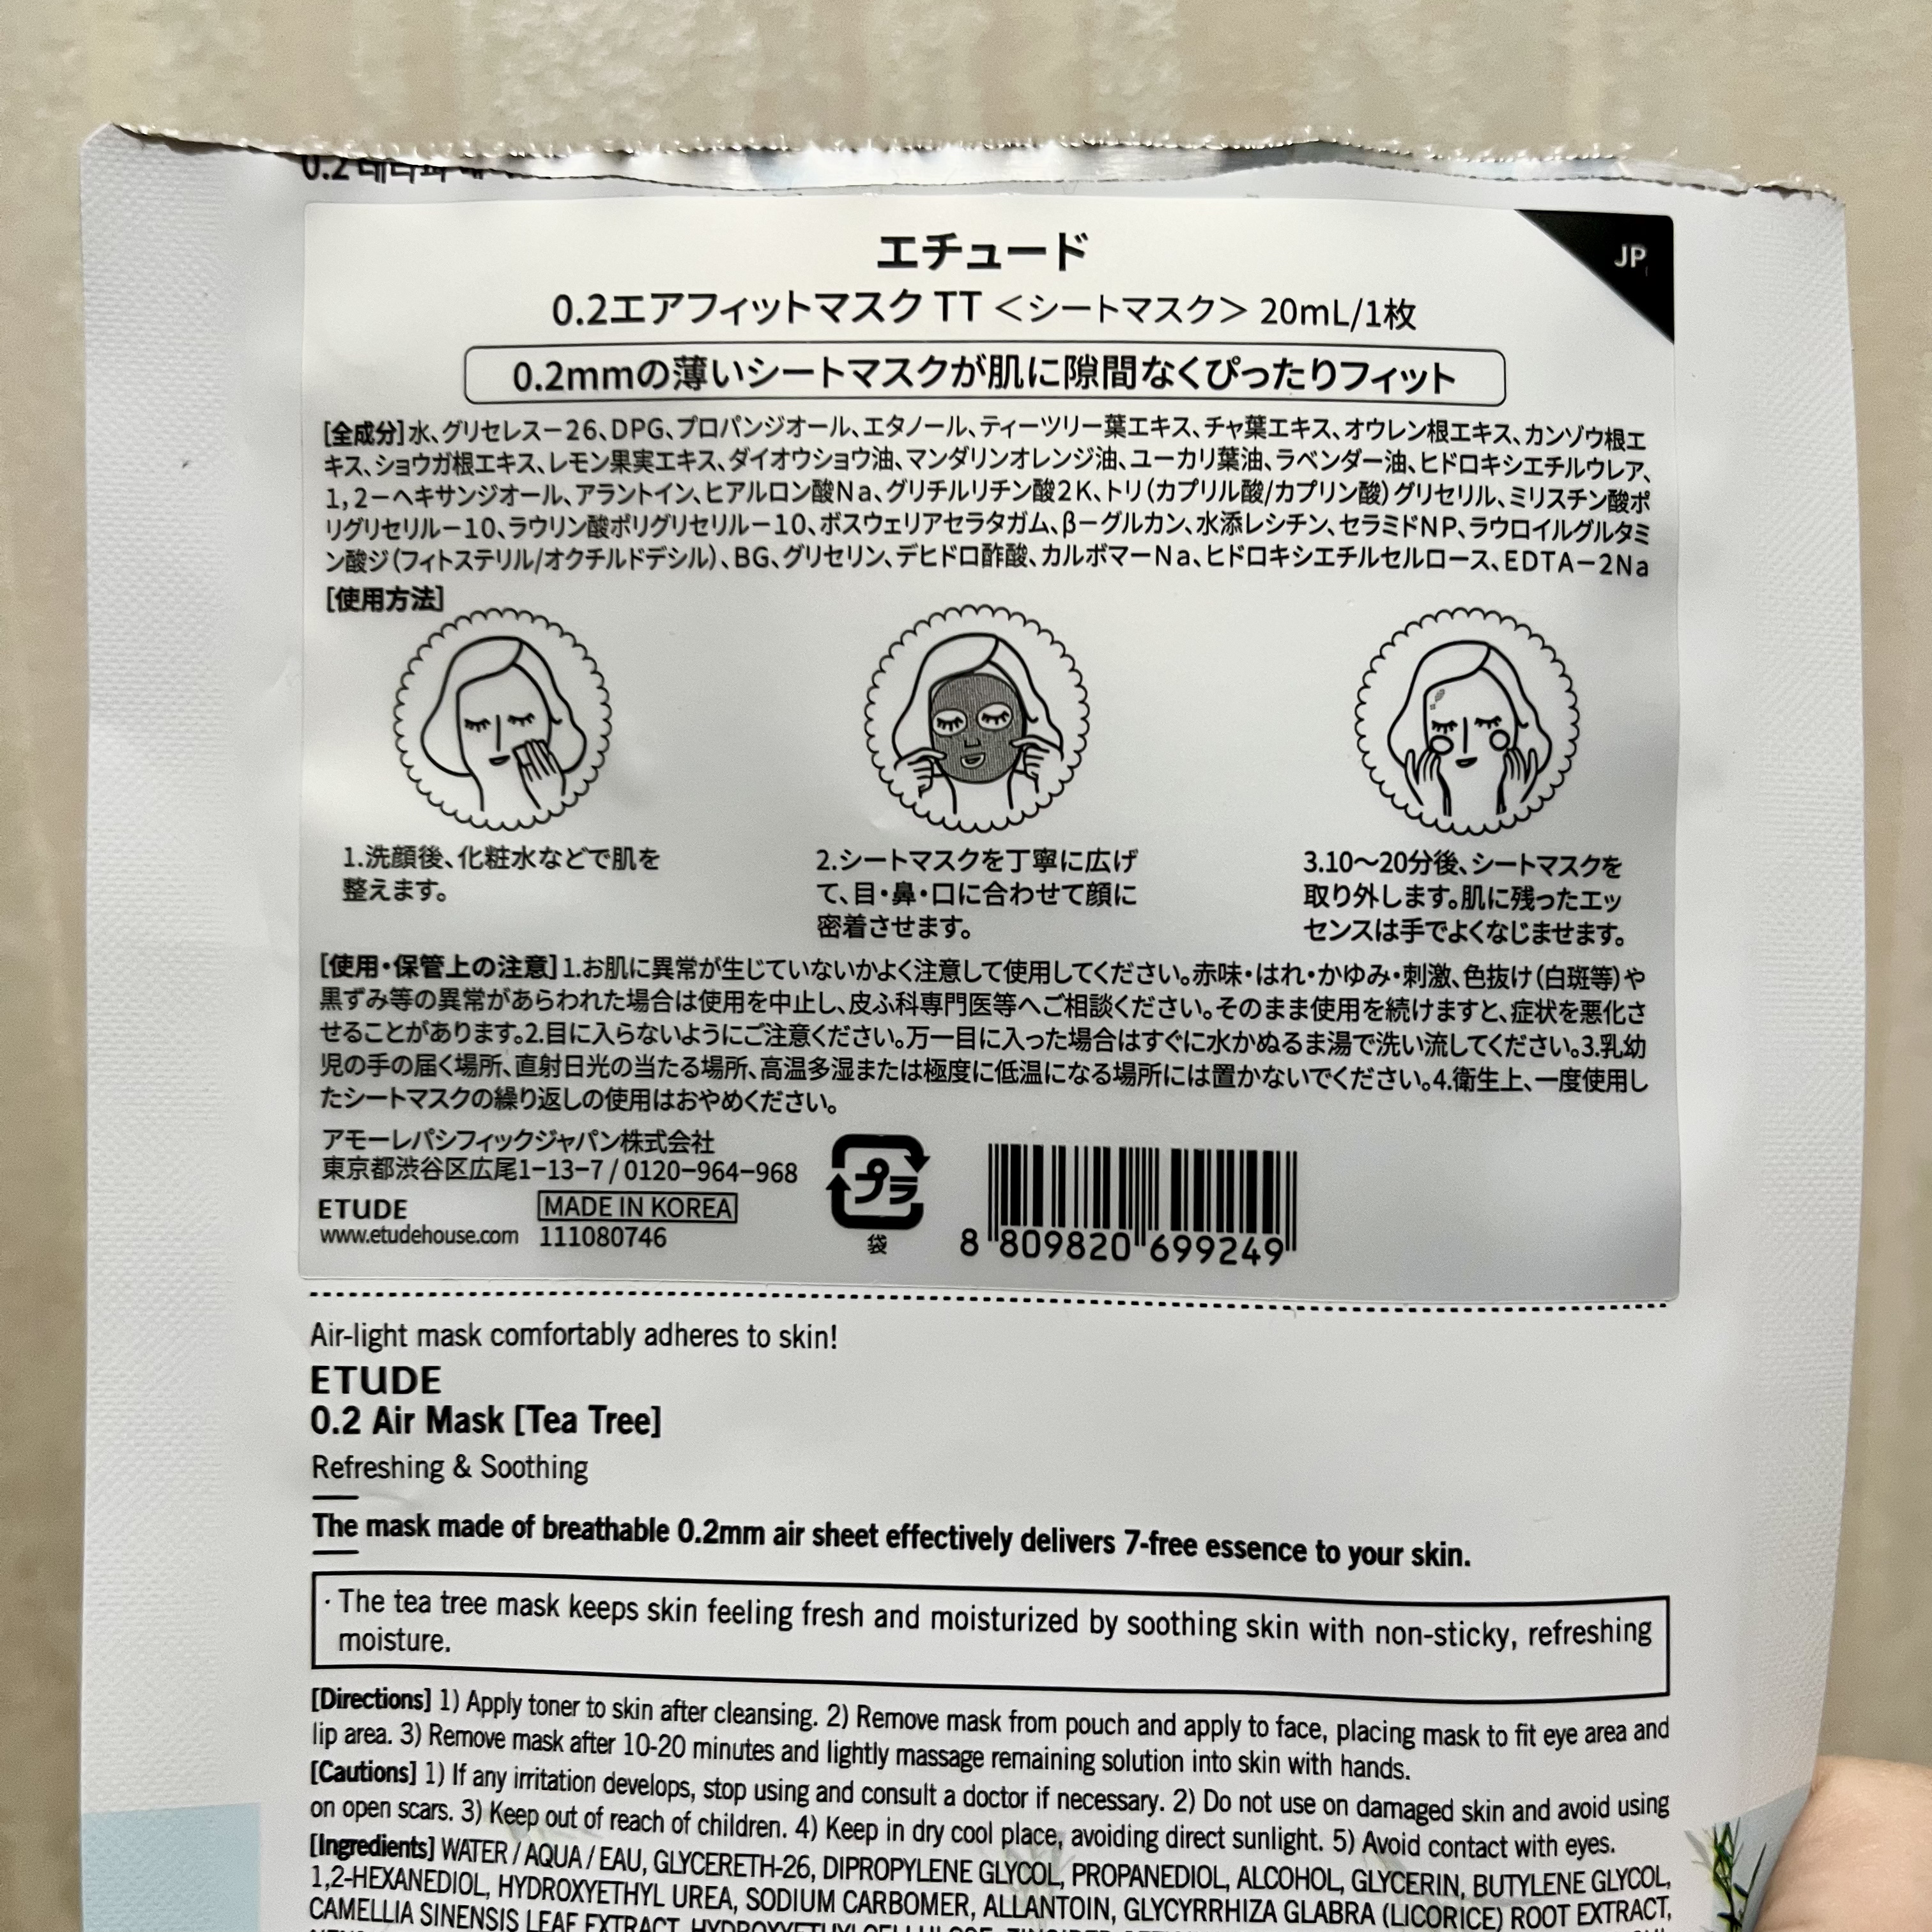 0.2
エチュード
JP
0.2エアフィットマスク TT ＜シートマスク＞ 20mL/1枚
0.2mmの薄いシートマスクが肌に隙間なくぴったりフィット
[全成分]水、グリセレス－26、DPG、プロパンジオール、エタノール、ティーツリー葉エキス、チャ葉エキス、オウレン根エキス、カンゾウ根エ
キス、ショウガ根エキス、レモン果実エキス、ダイオウショウ油、マンダリンオレンジ油、ユーカリ葉油、ラベンダー油、ヒドロキシエチルウレア、
1,2－ヘキサンジオール、アラントイン、ヒアルロン酸Na、グリチルリチン酸2K、トリ(カプリル酸/カプリン酸)グリセリル、ミリスチン酸ポ
リグリセリル－10、ラウリン酸ポリグリセリル－10、ボスウェリアセラタガム、β－グルカン、水添レシチン、セラミドNP、ラウロイルグルタミ
ン酸ジ(フィトステリル/オクチルドデシル)、BG、グリセリン、デヒドロ酢酸、カルボマーNa、ヒドロキシエチルセルロース、EDTA－2Na
[使用方法]
1.洗顔後、化粧水などで肌を
整えます。
2.シートマスクを丁寧に広げ
て、目・鼻・口に合わせて顔に
密着させます。
3.10～20分後、シートマスクを
取り外します。肌に残ったエッ
センスは手でよくなじませます。
[使用・保管上の注意]1.お肌に異常が生じていないかよく注意して使用してください。赤味・はれ・かゆみ・刺激、色抜け(白斑等)や
黒ずみ等の異常があらわれた場合は使用を中止し、皮ふ科専門医等へご相談ください。そのまま使用を続けますと、症状を悪化さ
せることがあります。2.目に入らないようにご注意ください。万一目に入った場合はすぐに水かぬるま湯で洗い流してください。3.乳幼
児の手の届く場所、直射日光の当たる場所、高温多湿または極度に低温になる場所には置かないでください。4.衛生上、一度使用し
たシートマスクの繰り返しの使用はおやめください。
アモーレパシフィックジャパン株式会社
東京都渋谷区広尾1-13-7 / 0120-964-968
ETUDE MADE IN KOREA
www.etudehouse.com 111080746
プラ
袋
8 809820 699249
Air-light mask comfortably adheres to skin!
ETUDE
0.2 Air Mask [Tea Tree]
Refreshing & Soothing
The mask made of breathable 0.2mm air sheet effectively delivers 7-free essence to your skin.
· The tea tree mask keeps skin feeling fresh and moisturized by soothing skin with non-sticky, refreshing
moisture.
[Directions] 1) Apply toner to skin after cleansing. 2) Remove mask from pouch and apply to face, placing mask to fit eye area and
lip area. 3) Remove mask after 10-20 minutes and lightly massage remaining solution into skin with hands.
[Cautions] 1) If any irritation develops, stop using and consult a doctor if necessary. 2) Do not use on damaged skin and avoid using
on open scars. 3) Keep out of reach of children. 4) Keep in dry cool place, avoiding direct sunlight. 5) Avoid contact with eyes.
[Ingredients] WATER / AQUA / EAU, GLYCERETH-26, DIPROPYLENE GLYCOL, PROPANEDIOL, ALCOHOL, GLYCERIN, BUTYLENE GLYCOL,
1,2-HEXANEDIOL, HYDROXYETHYL UREA, SODIUM CARBOMER, ALLANTOIN, GLYCYRRHIZA GLABRA (LICORICE) ROOT EXTRACT,
CAMELLIA SINENSIS LEAF EXTRACT, HYDROXYETHYLCELLULOSE,